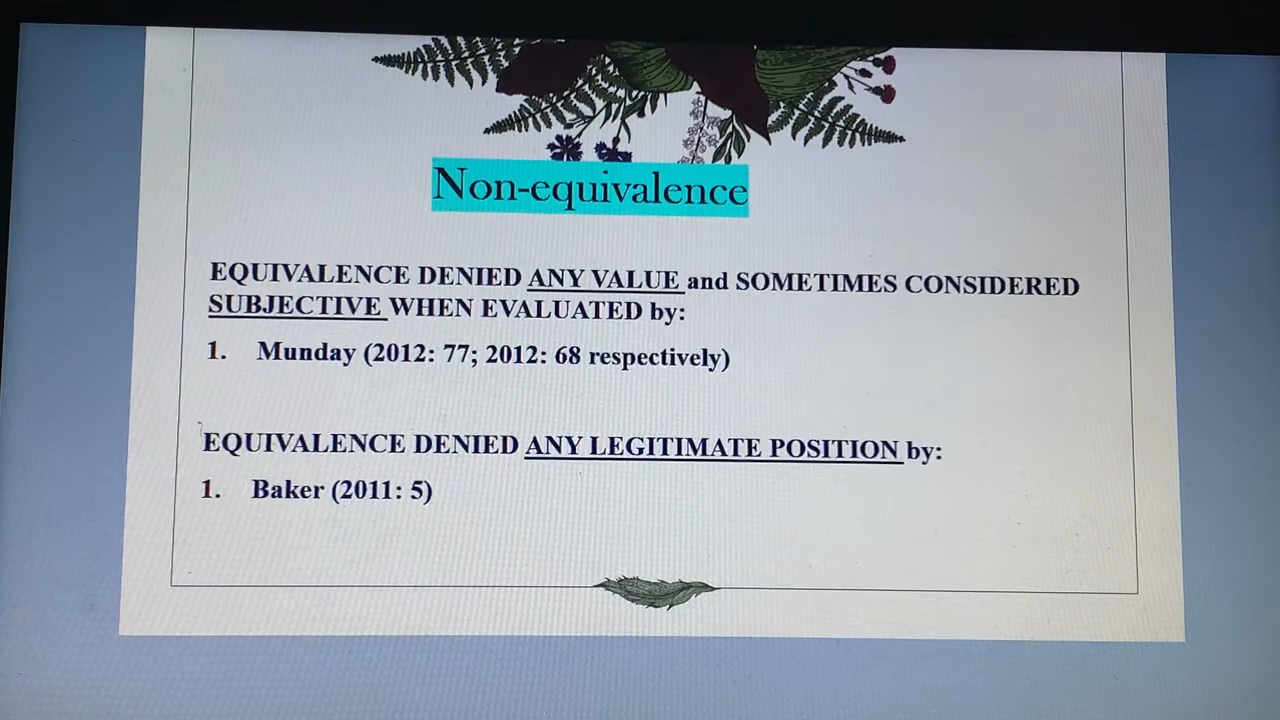 Non-equivalence
EQUIVALENCE DENIED ANY VALUE and SOMETIMES CONSIDERED
SUBJECTIVE WHEN EVALUATED by:
1. Munday (2012: 77; 2012: 68 respectively)
EQUIVALENCE DENIED ANY LEGITIMATE POSITION by:
1. Baker (2011: 5)